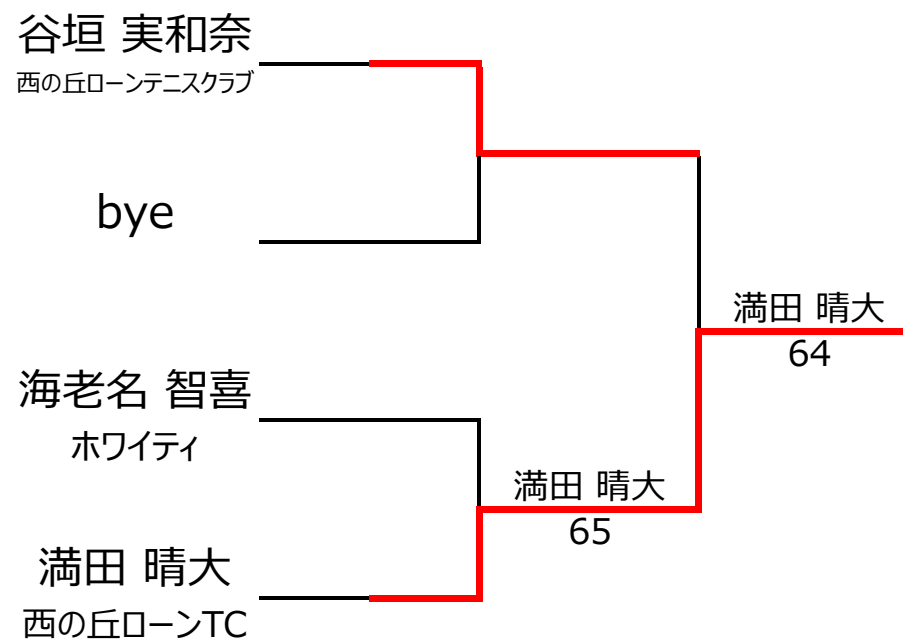 谷垣 実和奈
西の丘ローンテニスクラブ
bye
海老名 智喜
ホワイティ
満田 晴大
西の丘ローンTC
満田 晴大
65
満田 晴大
64